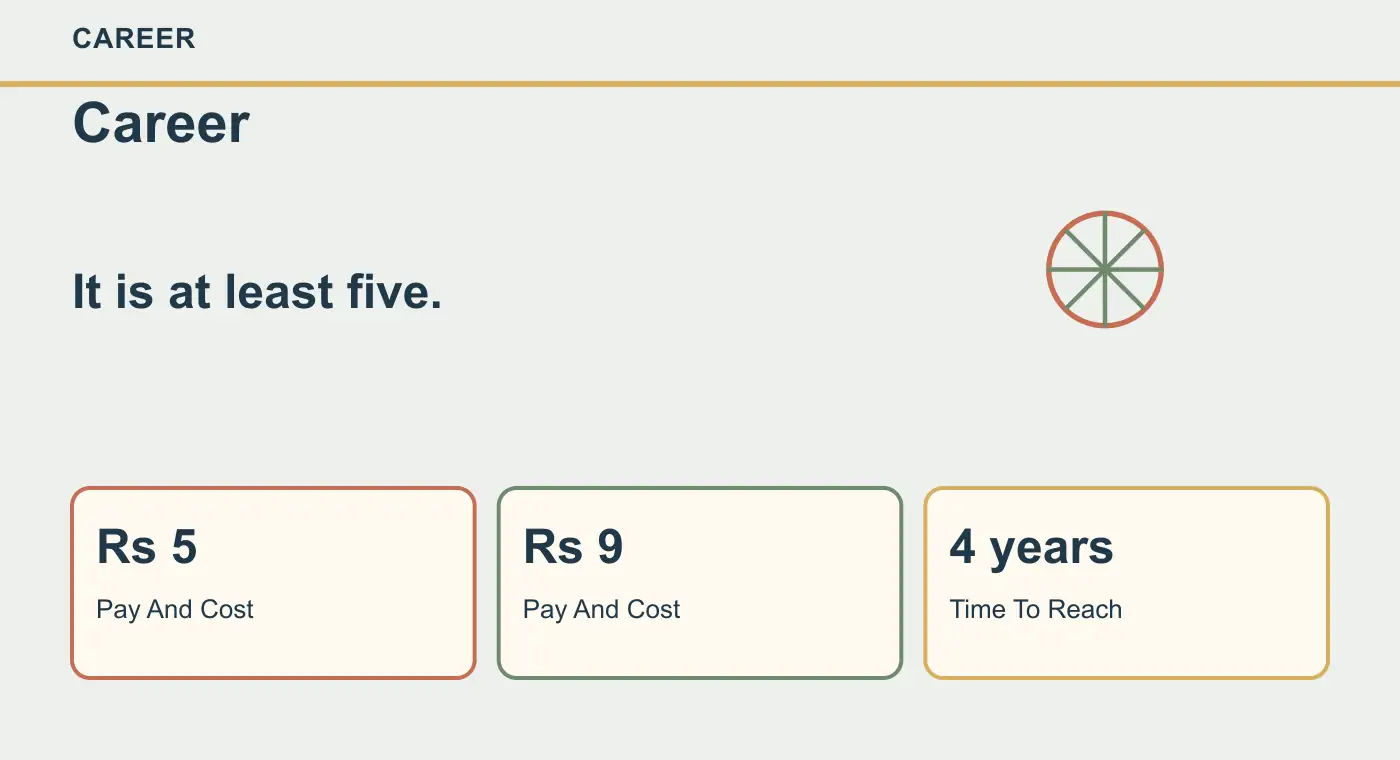 CAREER
Career
It is at least five.
Rs 5
Pay And Cost
Rs 9
Pay And Cost
4 years
Time To Reach